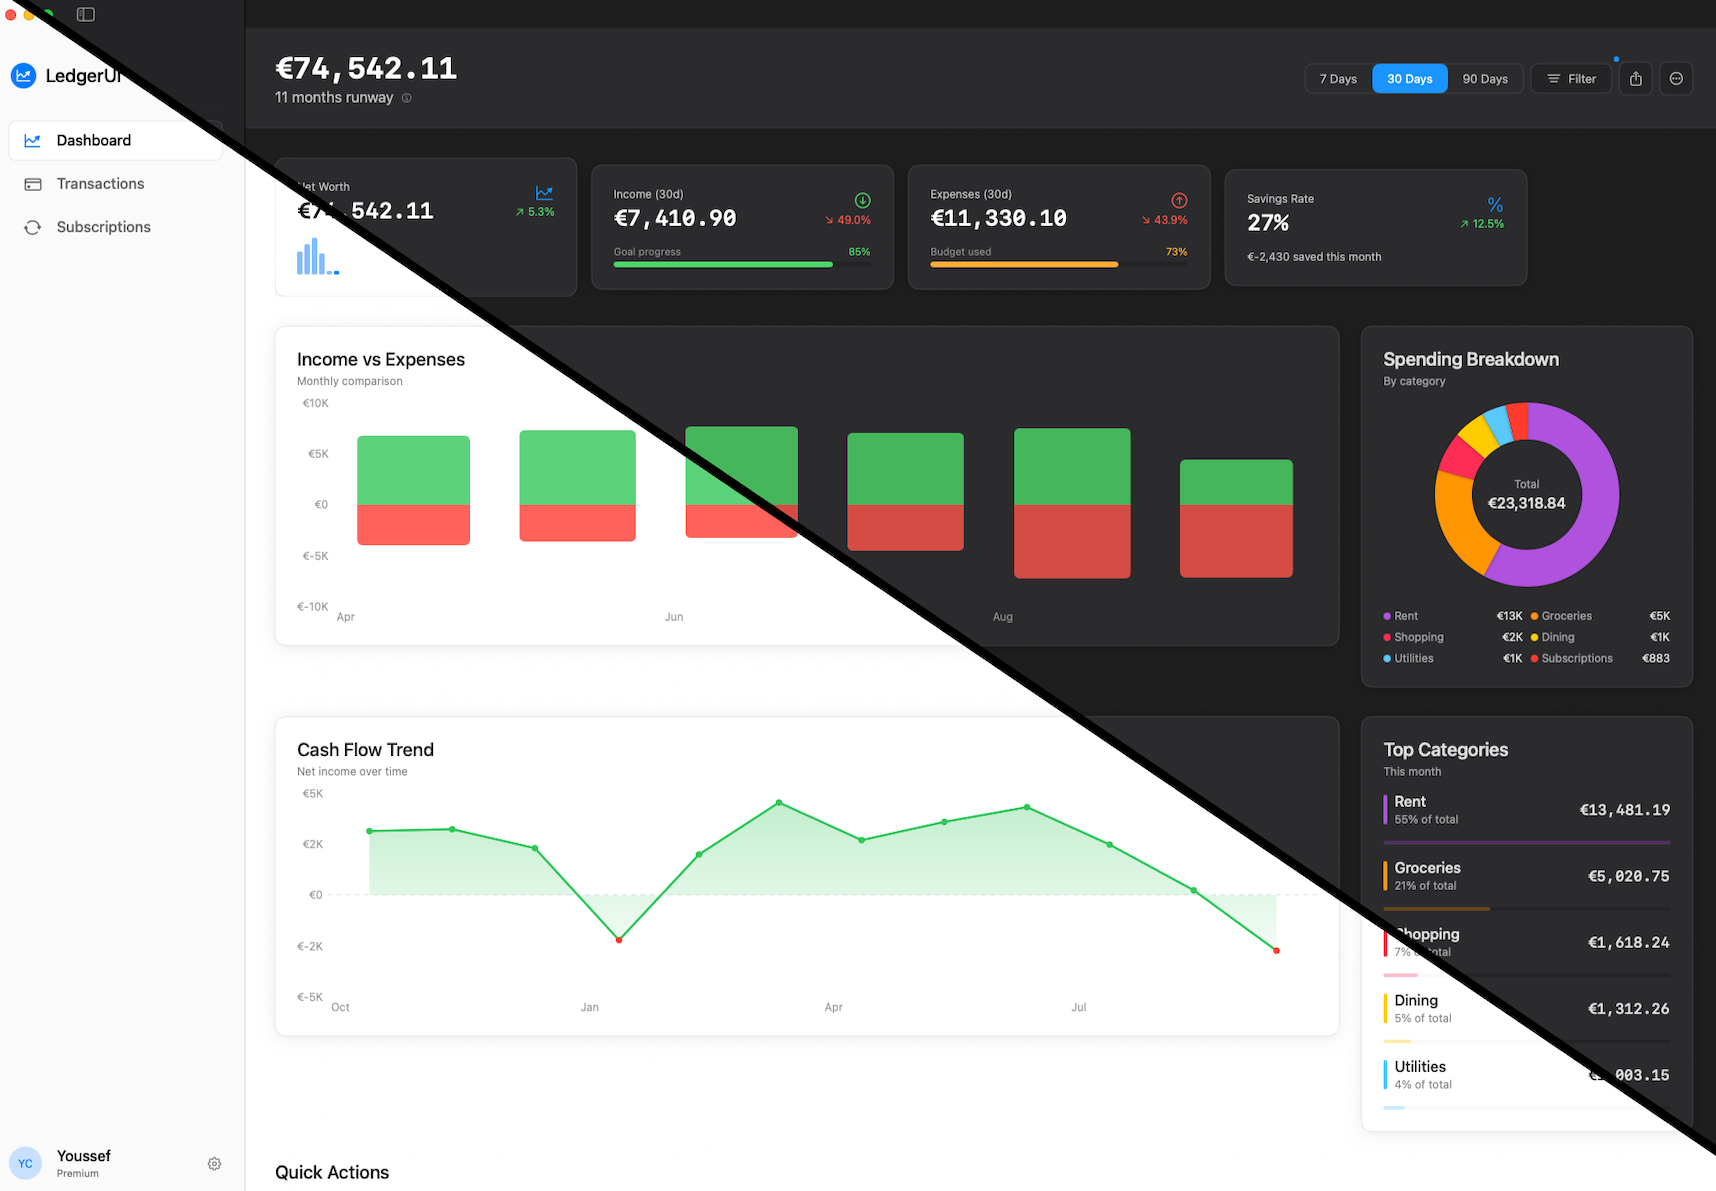 LedgerUI
Dashboard
Transactions
Subscriptions
€74,542.11
11 months runway
7 Days
30 Days
90 Days
Filter
Net Worth
€74,542.11
5.3%
Income (30d)
€7,410.90
49.0%
Goal progress
85%
Expenses (30d)
€11,330.10
43.9%
Budget used
73%
Savings Rate
%
27%
12.5%
€-2,430 saved this month
Income vs Expenses
Monthly comparison
€10K
€5K
€0
€-5K
€-10K
Apr
Jun
Aug
Spending Breakdown
By category
Total
€23,318.84
Rent €13K
Groceries €5K
Shopping €2K
Dining €1K
Utilities €1K
Subscriptions €883
Cash Flow Trend
Net income over time
€5K
€2K
€0
€-2K
€-5K
Oct
Jan
Apr
Jul
Top Categories
This month
Rent
55% of total
€13,481.19
Groceries
21% of total
€5,020.75
Shopping
7% of total
€1,618.24
Dining
5% of total
€1,312.26
Utilities
4% of total
€1,003.15
YC
Youssef
Premium
Quick Actions